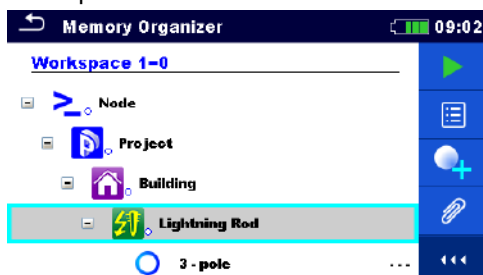 Memory Organizer 09:02
Workspace 1-0
Node
Project
Building
Lightning Rod
3 - pole ...